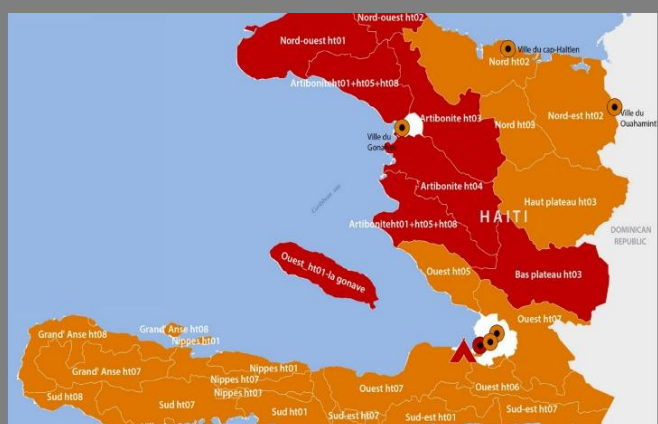 Nord-ouest ht02
Nord-ouest ht01
Ville du cap-Haïtien
Nord ht02
Artiboniteht01+ht05+ht08
Artibonite ht03
Nord ht03
Nord-est ht02
Ville du
Ouahamint
Ville du
Gonaïves
Artibonite ht04
Haut plateau ht03
Caribbean sea
HAITI
Artiboniteht01+ht05+ht08
DOMINICAN
REPUBLIC
Ouest_ht01-la gonave
Ouest ht05
Bas plateau ht03
Ouest ht07
Grand' Anse ht08
Grand' Anse ht08
Nippes ht01
Grand' Anse ht07
Nippes ht01
Nippes ht07
Ouest ht07
Ouest ht06
Sud ht08
Sud ht07
Nippes ht01
Sud ht01
Sud-est ht07
Sud-est ht01
Sud-est ht07